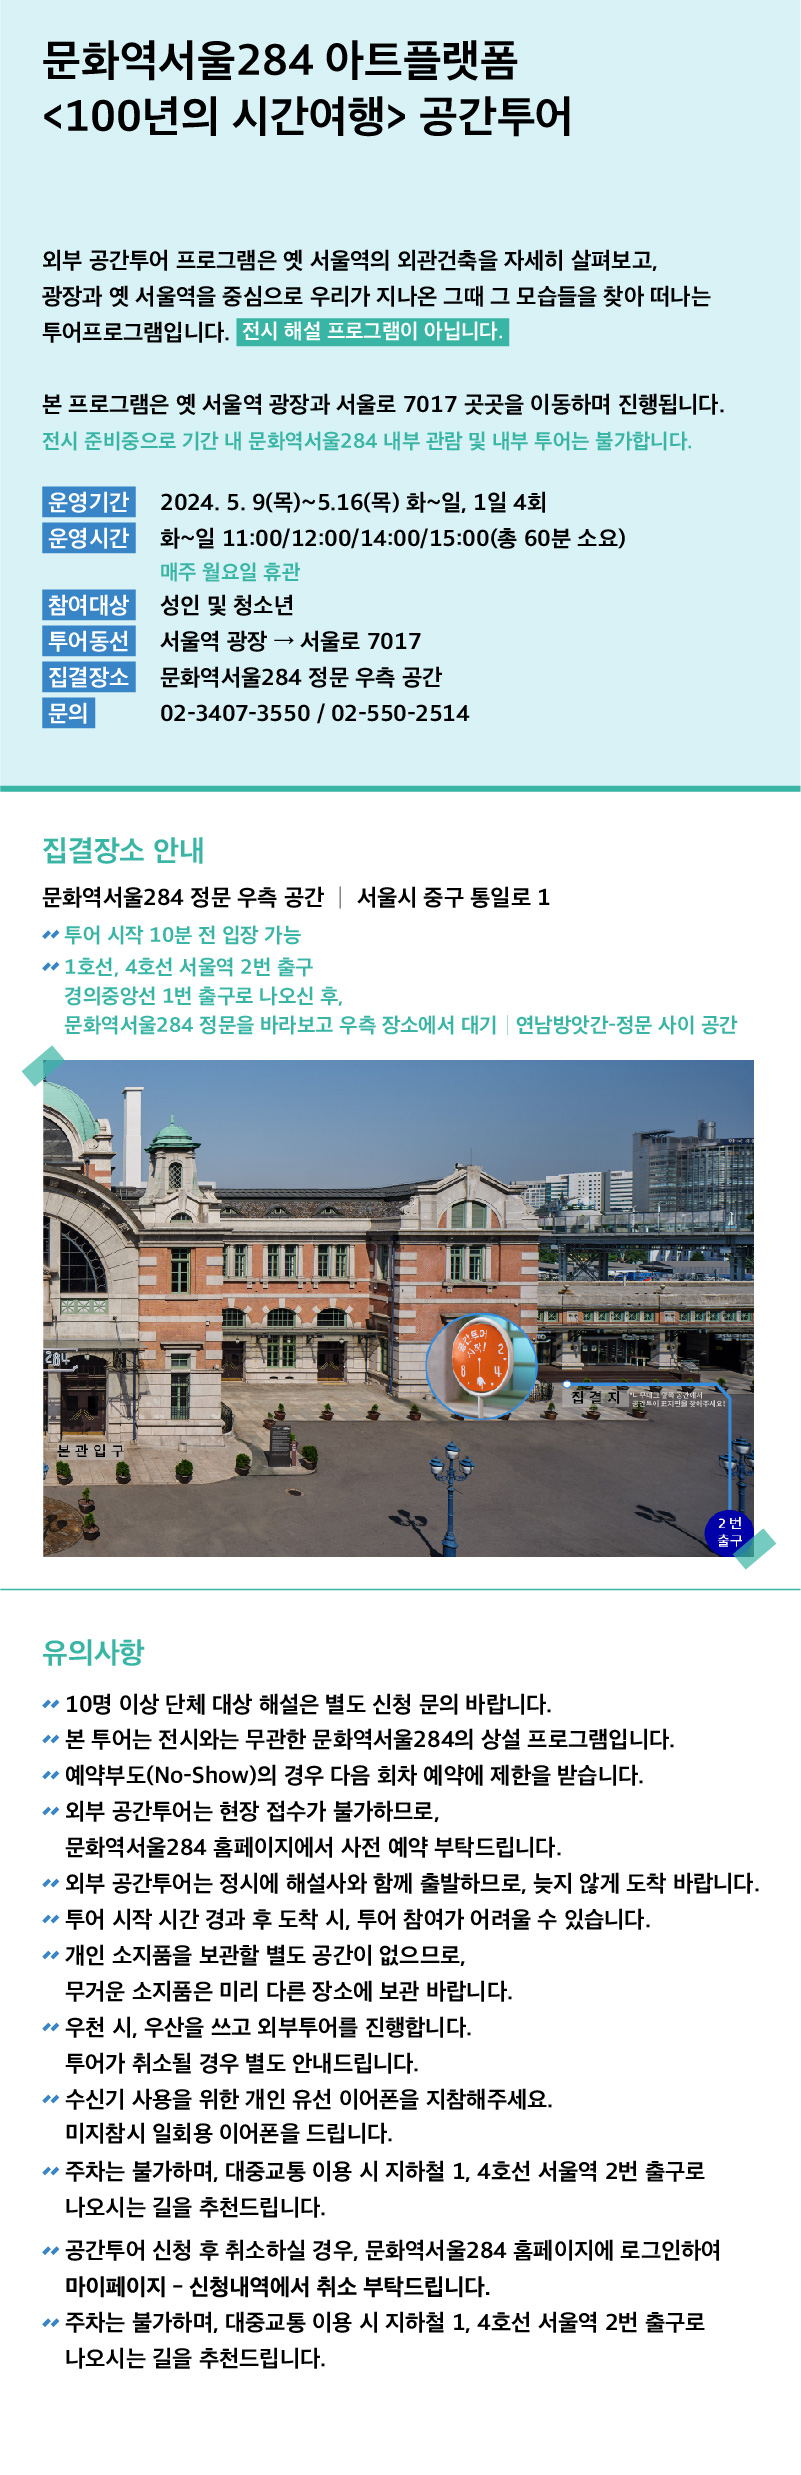 문화역서울284 아트플랫폼
<100년의 시간여행> 공간투어
외부 공간투어 프로그램은 옛 서울역의 외관건축을 자세히 살펴보고,
광장과 옛 서울역을 중심으로 우리가 지나온 그때 그 모습들을 찾아 떠나는
투어프로그램입니다. 전시 해설 프로그램이 아닙니다.
본 프로그램은 옛 서울역 광장과 서울로 7017 곳곳을 이동하며 진행됩니다.
전시 준비중으로 기간 내 문화역서울284 내부 관람 및 내부 투어는 불가합니다.
운영기간 2024. 5. 9(목)~5.16(목) 화~일, 1일 4회
운영시간 화~일 11:00/12:00/14:00/15:00(총 60분 소요)
매주 월요일 휴관
참여대상 성인 및 청소년
투어동선 서울역 광장 → 서울로 7017
집결장소 문화역서울284 정문 우측 공간
문의 02-3407-3550 / 02-550-2514
집결장소 안내
문화역서울284 정문 우측 공간 | 서울시 중구 통일로 1
투어 시작 10분 전 입장 가능
1호선, 4호선 서울역 2번 출구
경의중앙선 1번 출구로 나오신 후,
문화역서울284 정문을 바라보고 우측 장소에서 대기 | 연남방앗간-정문 사이 공간
284
공간투어
시작!
2
8 4
집결지
공간투어 표지판을 찾아주세요!
본관입구
2번
출구
유의사항
10명 이상 단체 대상 해설은 별도 신청 문의 바랍니다.
본 투어는 전시와는 무관한 문화역서울284의 상설 프로그램입니다.
예약부도(No-Show)의 경우 다음 회차 예약에 제한을 받습니다.
외부 공간투어는 현장 접수가 불가하므로,
문화역서울284 홈페이지에서 사전 예약 부탁드립니다.
외부 공간투어는 정시에 해설사와 함께 출발하므로, 늦지 않게 도착 바랍니다.
투어 시작 시간 경과 후 도착 시, 투어 참여가 어려울 수 있습니다.
개인 소지품을 보관할 별도 공간이 없으므로,
무거운 소지품은 미리 다른 장소에 보관 바랍니다.
우천 시, 우산을 쓰고 외부투어를 진행합니다.
투어가 취소될 경우 별도 안내드립니다.
수신기 사용을 위한 개인 유선 이어폰을 지참해주세요.
미지참시 일회용 이어폰을 드립니다.
주차는 불가하며, 대중교통 이용 시 지하철 1, 4호선 서울역 2번 출구로
나오시는 길을 추천드립니다.
공간투어 신청 후 취소하실 경우, 문화역서울284 홈페이지에 로그인하여
마이페이지 – 신청내역에서 취소 부탁드립니다.
주차는 불가하며, 대중교통 이용 시 지하철 1, 4호선 서울역 2번 출구로
나오시는 길을 추천드립니다.